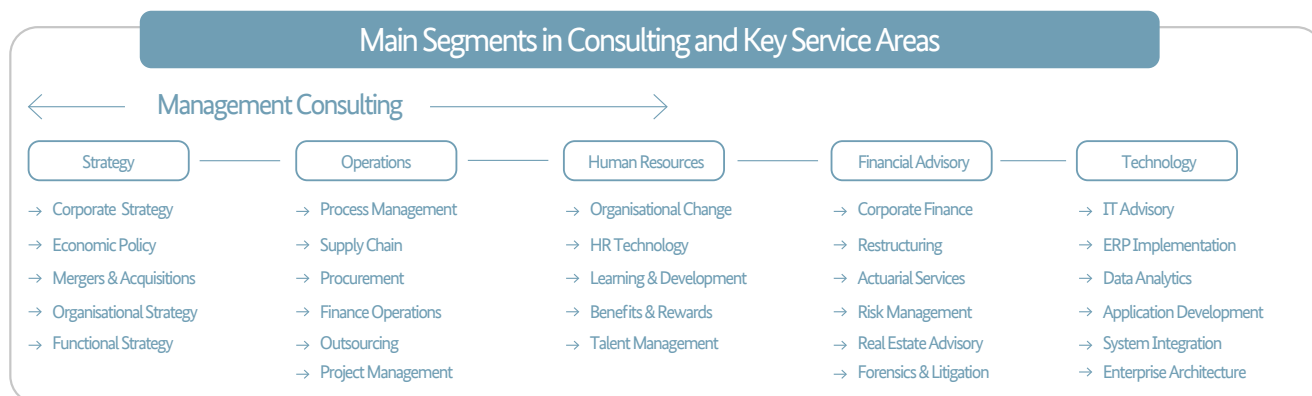 Main Segments in Consulting and Key Service Areas
Management Consulting
Strategy
Corporate Strategy
Economic Policy
Mergers & Acquisitions
Organisational Strategy
Functional Strategy
Operations
Process Management
Supply Chain
Procurement
Finance Operations
Outsourcing
Project Management
Human Resources
Organisational Change
HR Technology
Learning & Development
Benefits & Rewards
Talent Management
Financial Advisory
Corporate Finance
Restructuring
Actuarial Services
Risk Management
Real Estate Advisory
Forensics & Litigation
Technology
IT Advisory
ERP Implementation
Data Analytics
Application Development
System Integration
Enterprise Architecture